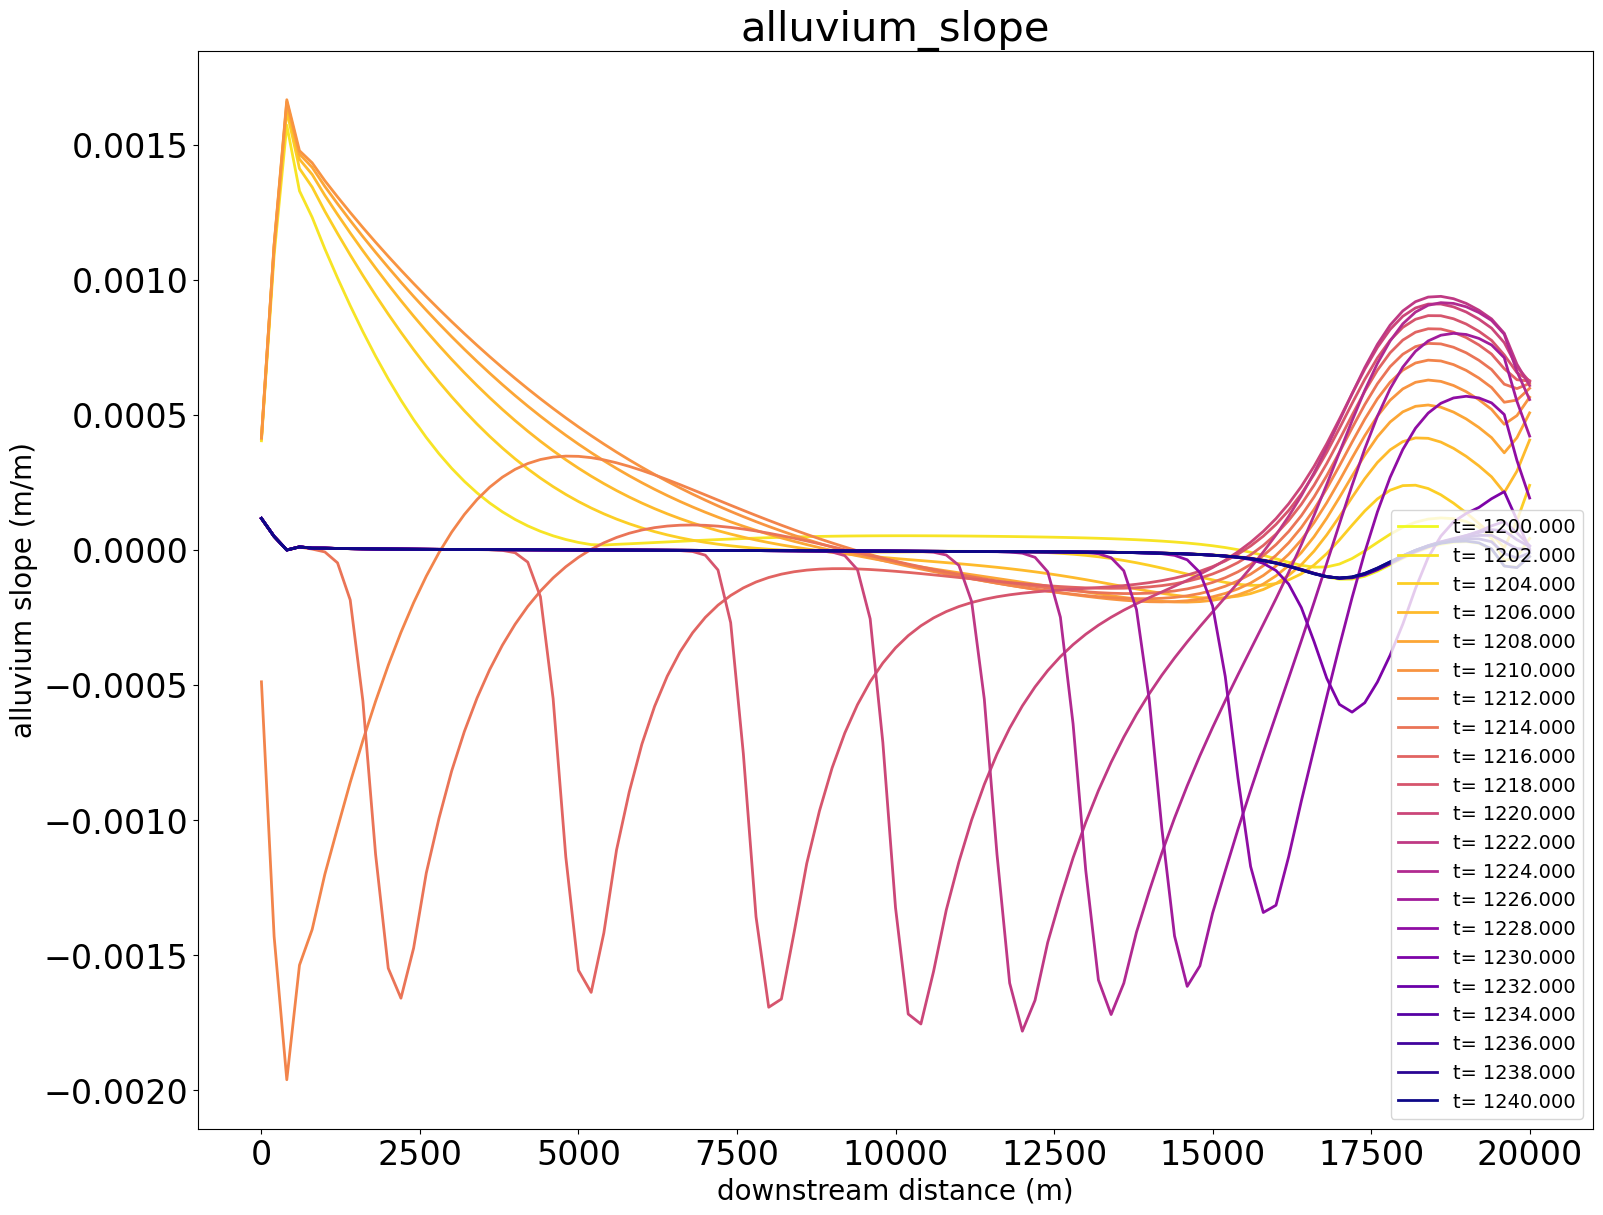 alluvium_slope
alluvium slope (m/m)
0.0015
0.0010
0.0005
0.0000
−0.0005
−0.0010
−0.0015
−0.0020
t= 1200.000
t= 1202.000
t= 1204.000
t= 1206.000
t= 1208.000
t= 1210.000
t= 1212.000
t= 1214.000
t= 1216.000
t= 1218.000
t= 1220.000
t= 1222.000
t= 1224.000
t= 1226.000
t= 1228.000
t= 1230.000
t= 1232.000
t= 1234.000
t= 1236.000
t= 1238.000
t= 1240.000
0 2500 5000 7500 10000 12500 15000 17500 20000
downstream distance (m)